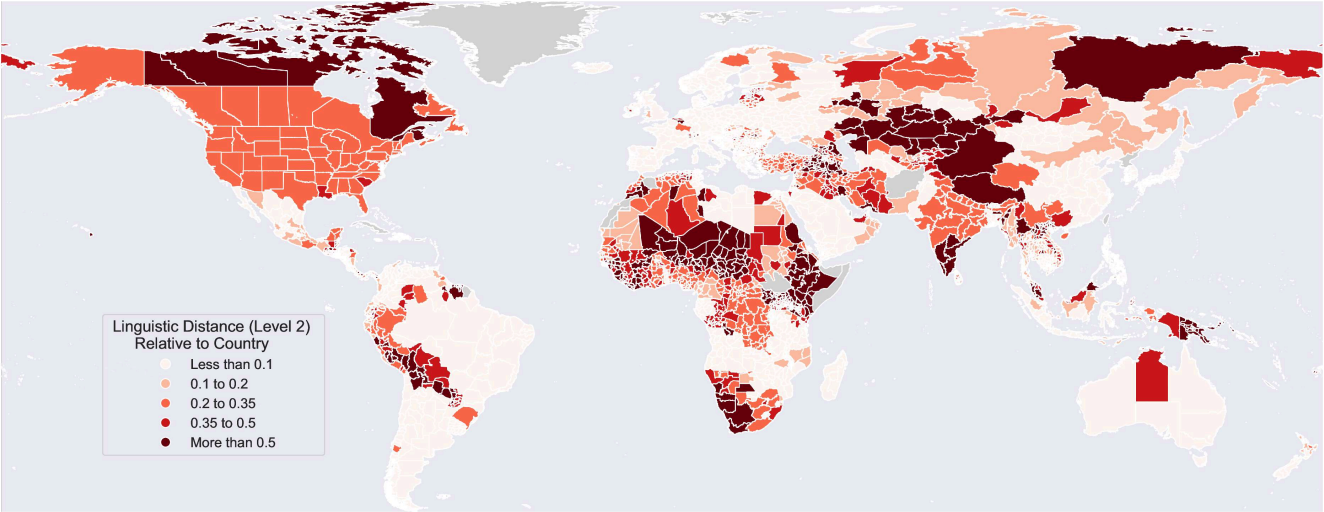 Linguistic Distance (Level 2)
Relative to Country
Less than 0.1
0.1 to 0.2
0.2 to 0.35
0.35 to 0.5
More than 0.5